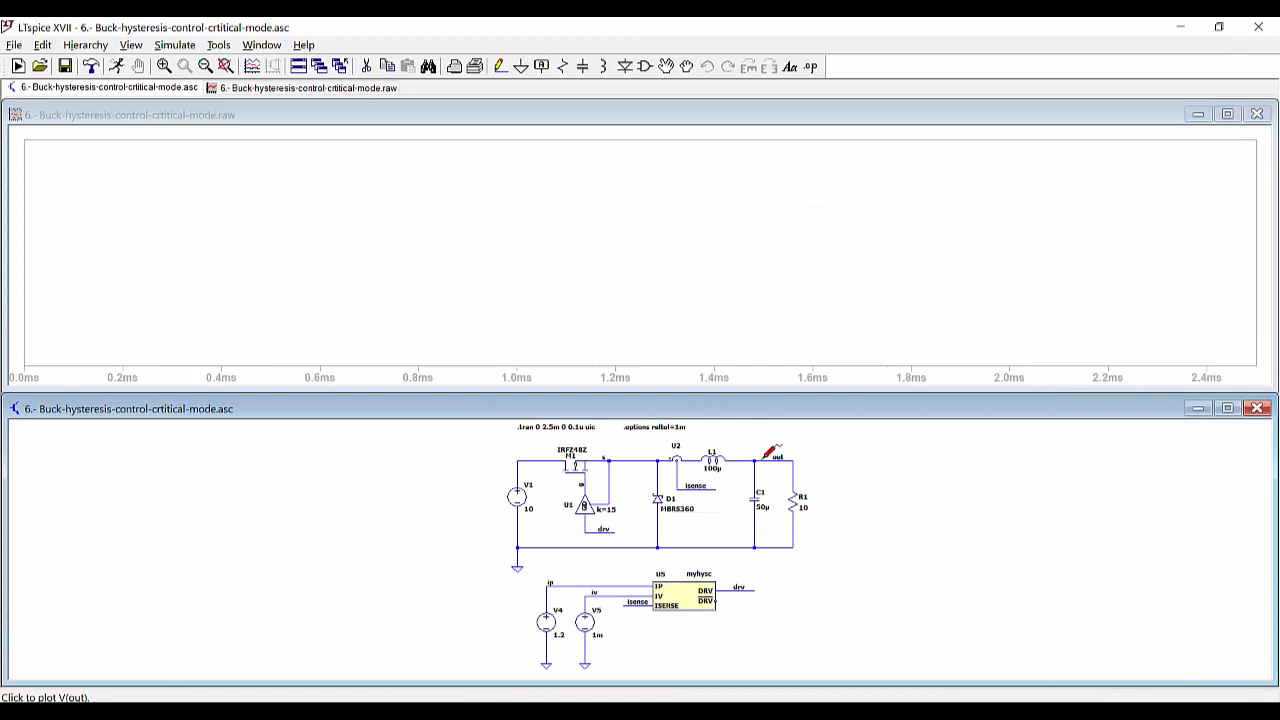 LTspice XVII - 6.- Buck-hysteresis-control-crtitical-mode.asc
File Edit Hierarchy View Simulate Tools Window Help
6.- Buck-hysteresis-control-crtitical-mode.asc 6.- Buck-hysteresis-control-crtitical-mode.raw
6.- Buck-hysteresis-control-crtitical-mode.raw
0.0ms 0.2ms 0.4ms 0.6ms 0.8ms 1.0ms 1.2ms 1.4ms 1.6ms 1.8ms 2.0ms 2.2ms 2.4ms
6.- Buck-hysteresis-control-crtitical-mode.asc
.tran 0 2.5m 0 0.1u uic .options reltol=1m
IRFZ48Z
M1
s
U2
L1
100µ
out
V1
10
g
U1
k=15
drv
isense
D1
MBRS360
C1
50µ
R1
10
U5 myhysc
ip
iv
isense
IP
IV
ISENSE
DRV
DRV
drv
V4
1.2
V5
1m
Click to plot V(out).